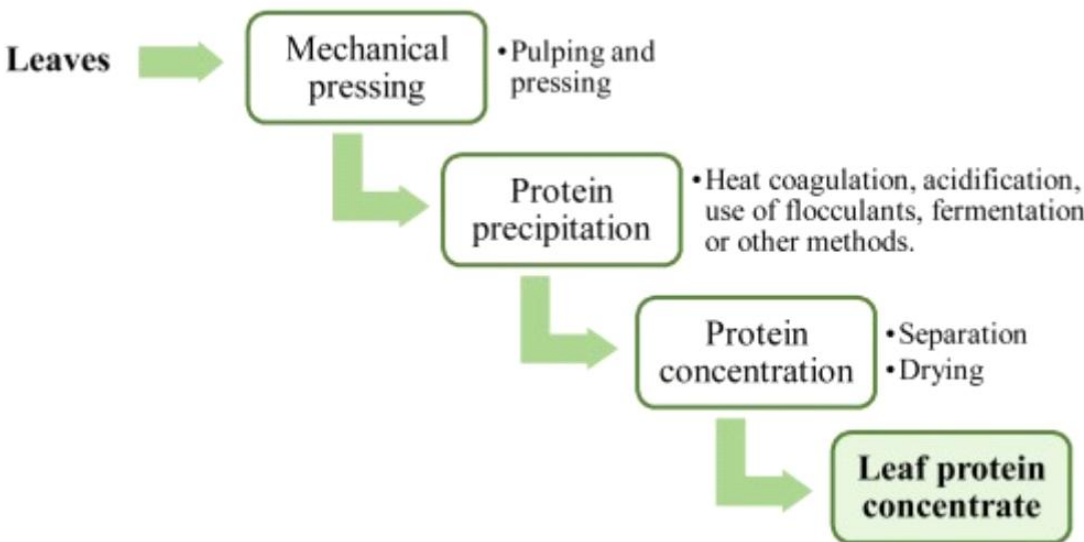 Leaves
Mechanical
pressing
•Pulping and
pressing
Protein
precipitation
•Heat coagulation, acidification,
use of flocculants, fermentation
or other methods.
Protein
concentration
•Separation
•Drying
Leaf protein
concentrate